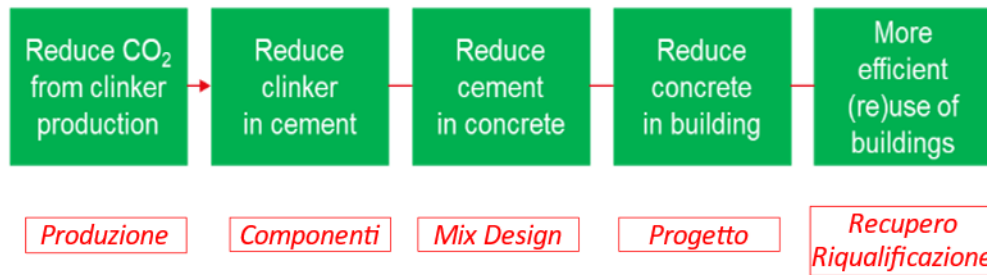 Reduce CO₂
from clinker
production
Reduce
clinker
in cement
Reduce
cement
in concrete
Reduce
concrete
in building
More
efficient
(re)use of
buildings
Produzione
Componenti
Mix Design
Progetto
Recupero
Riqualificazione